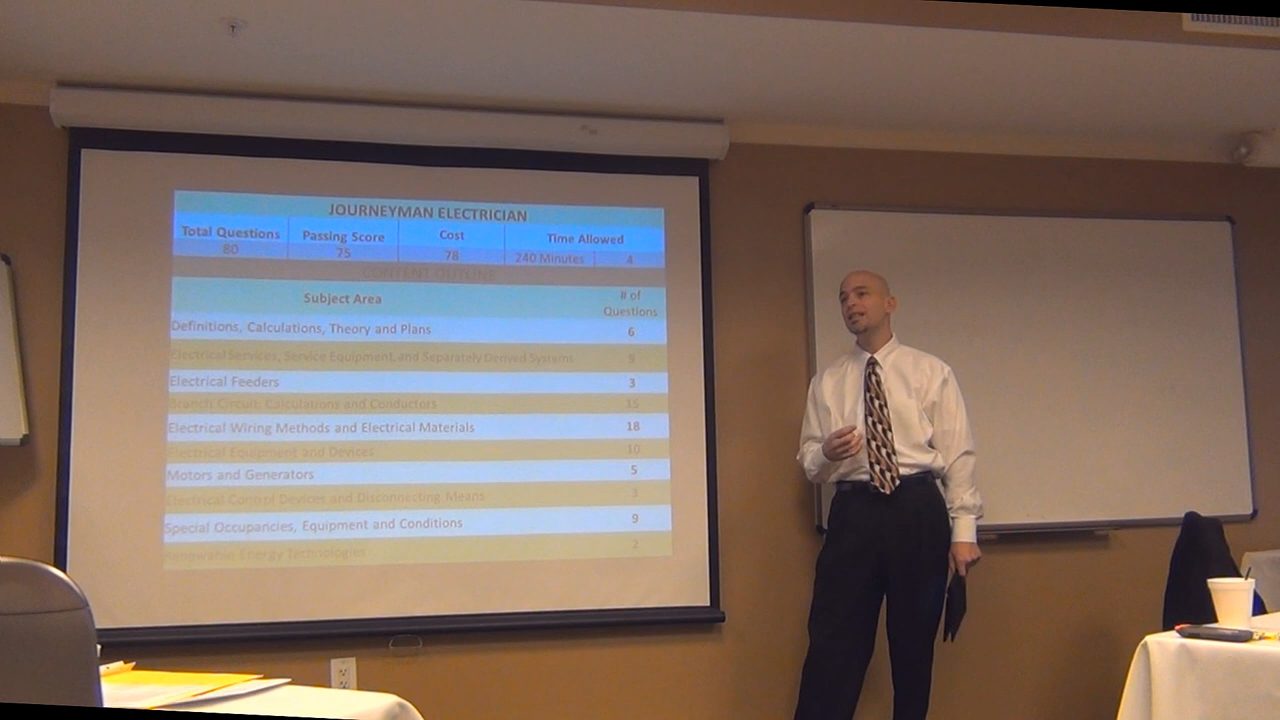 JOURNEYMAN ELECTRICIAN
Total Questions Passing Score Cost Time Allowed
80 75 78 240 Minutes 4
CONTENT OUTLINE
Subject Area # of Questions
Definitions, Calculations, Theory and Plans 6
Electrical Services, Service Equipment, and Separately Derived Systems 9
Electrical Feeders 3
Branch Circuit Calculations and Conductors 15
Electrical Wiring Methods and Electrical Materials 18
Electrical Equipment and Devices 10
Motors and Generators 5
Electrical Control Devices and Disconnecting Means 3
Special Occupancies, Equipment and Conditions 9
Renewable Energy Technologies 2